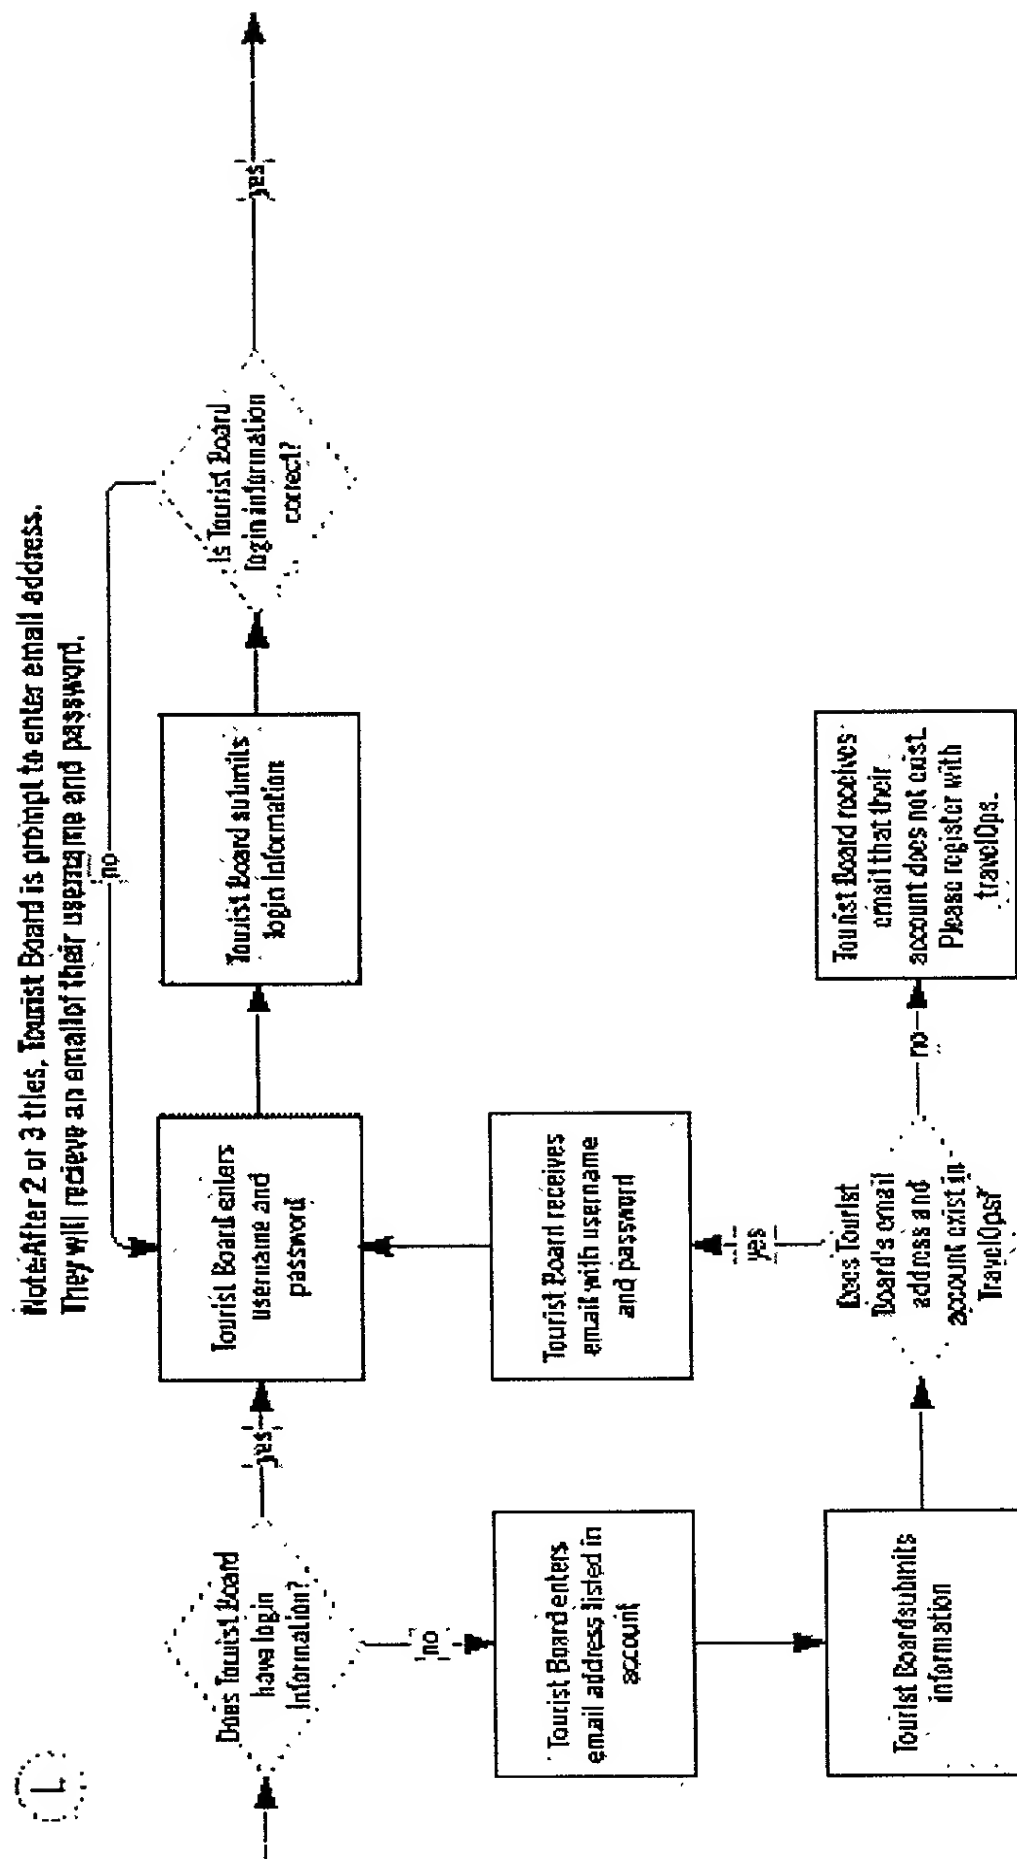 L
Note:After 2 or 3 tries, Tourist Board is prompt to enter email address.
They will recieve an email of their username and password.
no
Does Tourist Board
have login
Information?
yes
Tourist Board enters
username and
password
Tourist Board submits
login Information
Is Tourist Board
login information
correct?
yes
no
Tourist Board enters
email address listed in
account
Tourist Board receives
email with username
and password
yes
Tourist Board submits
information
Does Tourist
Board's email
address and
account exist in
TravelOps?
no
Tourist Board receives
email that their
account does not exist.
Please register with
travelOps.